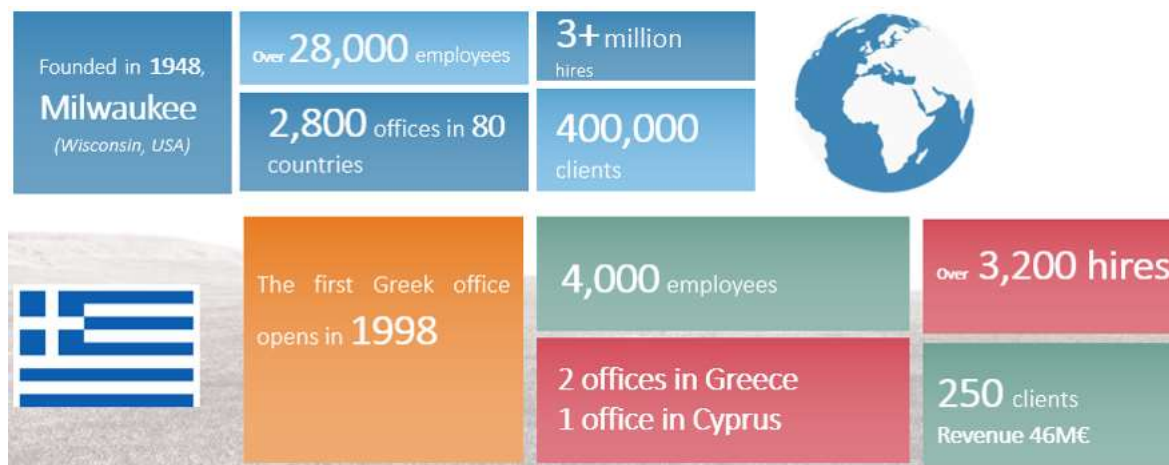 Founded in 1948,
Milwaukee
(Wisconsin, USA)
Over 28,000 employees
2,800 offices in 80
countries
3+ million
hires
400,000
clients
The first Greek office
opens in 1998
4,000 employees
2 offices in Greece
1 office in Cyprus
Over 3,200 hires
250 clients
Revenue 46M€